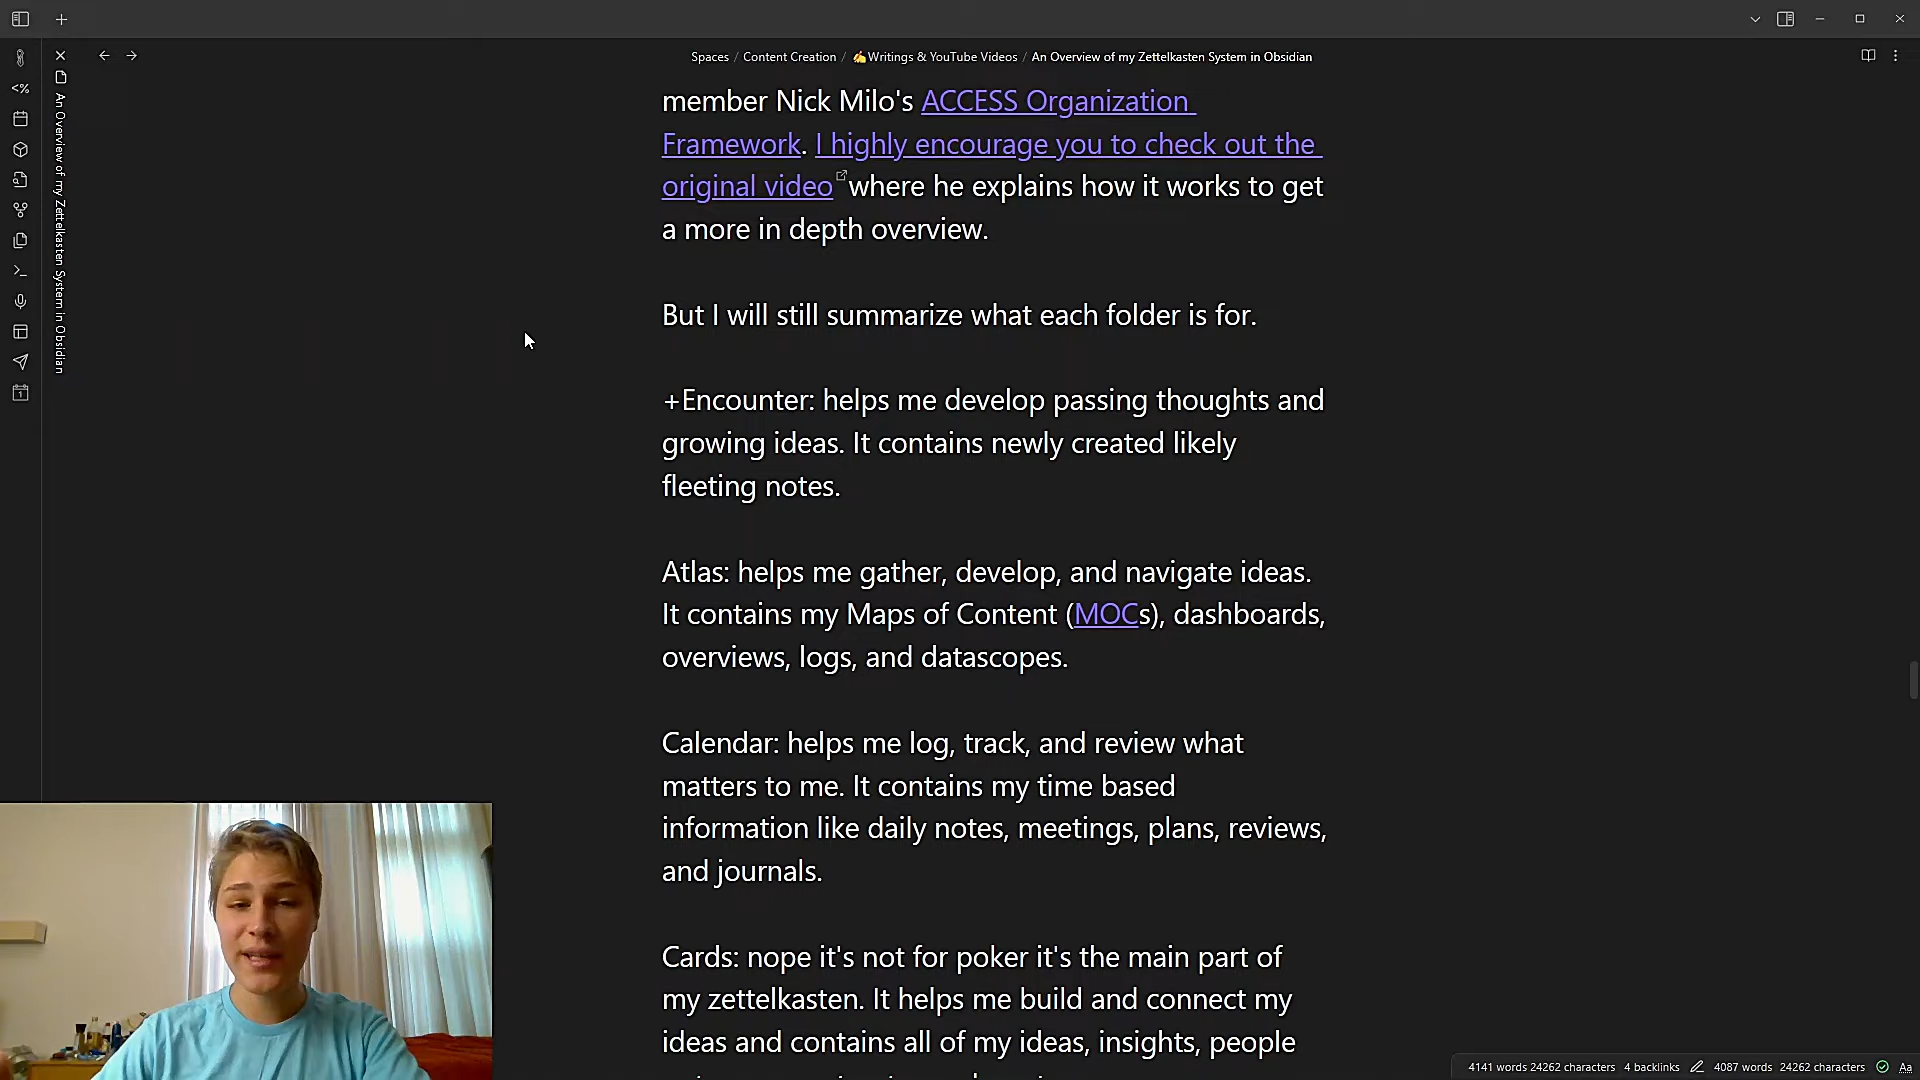 Spaces / Content Creation / ✍Writings & YouTube Videos / An Overview of my Zettelkasten System in Obsidian
An Overview of my Zettelkasten System in Obsidian
member Nick Milo's ACCESS Organization
Framework. I highly encourage you to check out the
original video where he explains how it works to get
a more in depth overview.
But I will still summarize what each folder is for.
+Encounter: helps me develop passing thoughts and
growing ideas. It contains newly created likely
fleeting notes.
Atlas: helps me gather, develop, and navigate ideas.
It contains my Maps of Content (MOCs), dashboards,
overviews, logs, and datascopes.
Calendar: helps me log, track, and review what
matters to me. It contains my time based
information like daily notes, meetings, plans, reviews,
and journals.
Cards: nope it's not for poker it's the main part of
my zettelkasten. It helps me build and connect my
ideas and contains all of my ideas, insights, people
4141 words 24262 characters 4 backlinks 4087 words 24262 characters Aa